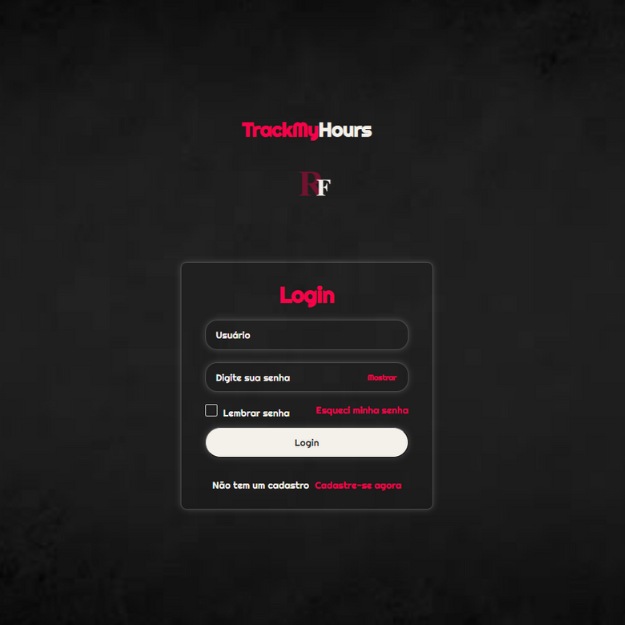 TrackMyHours
RF
Login
Usuário
Digite sua senha Mostrar
Lembrar senha Esqueci minha senha
Login
Não tem um cadastro Cadastre-se agora